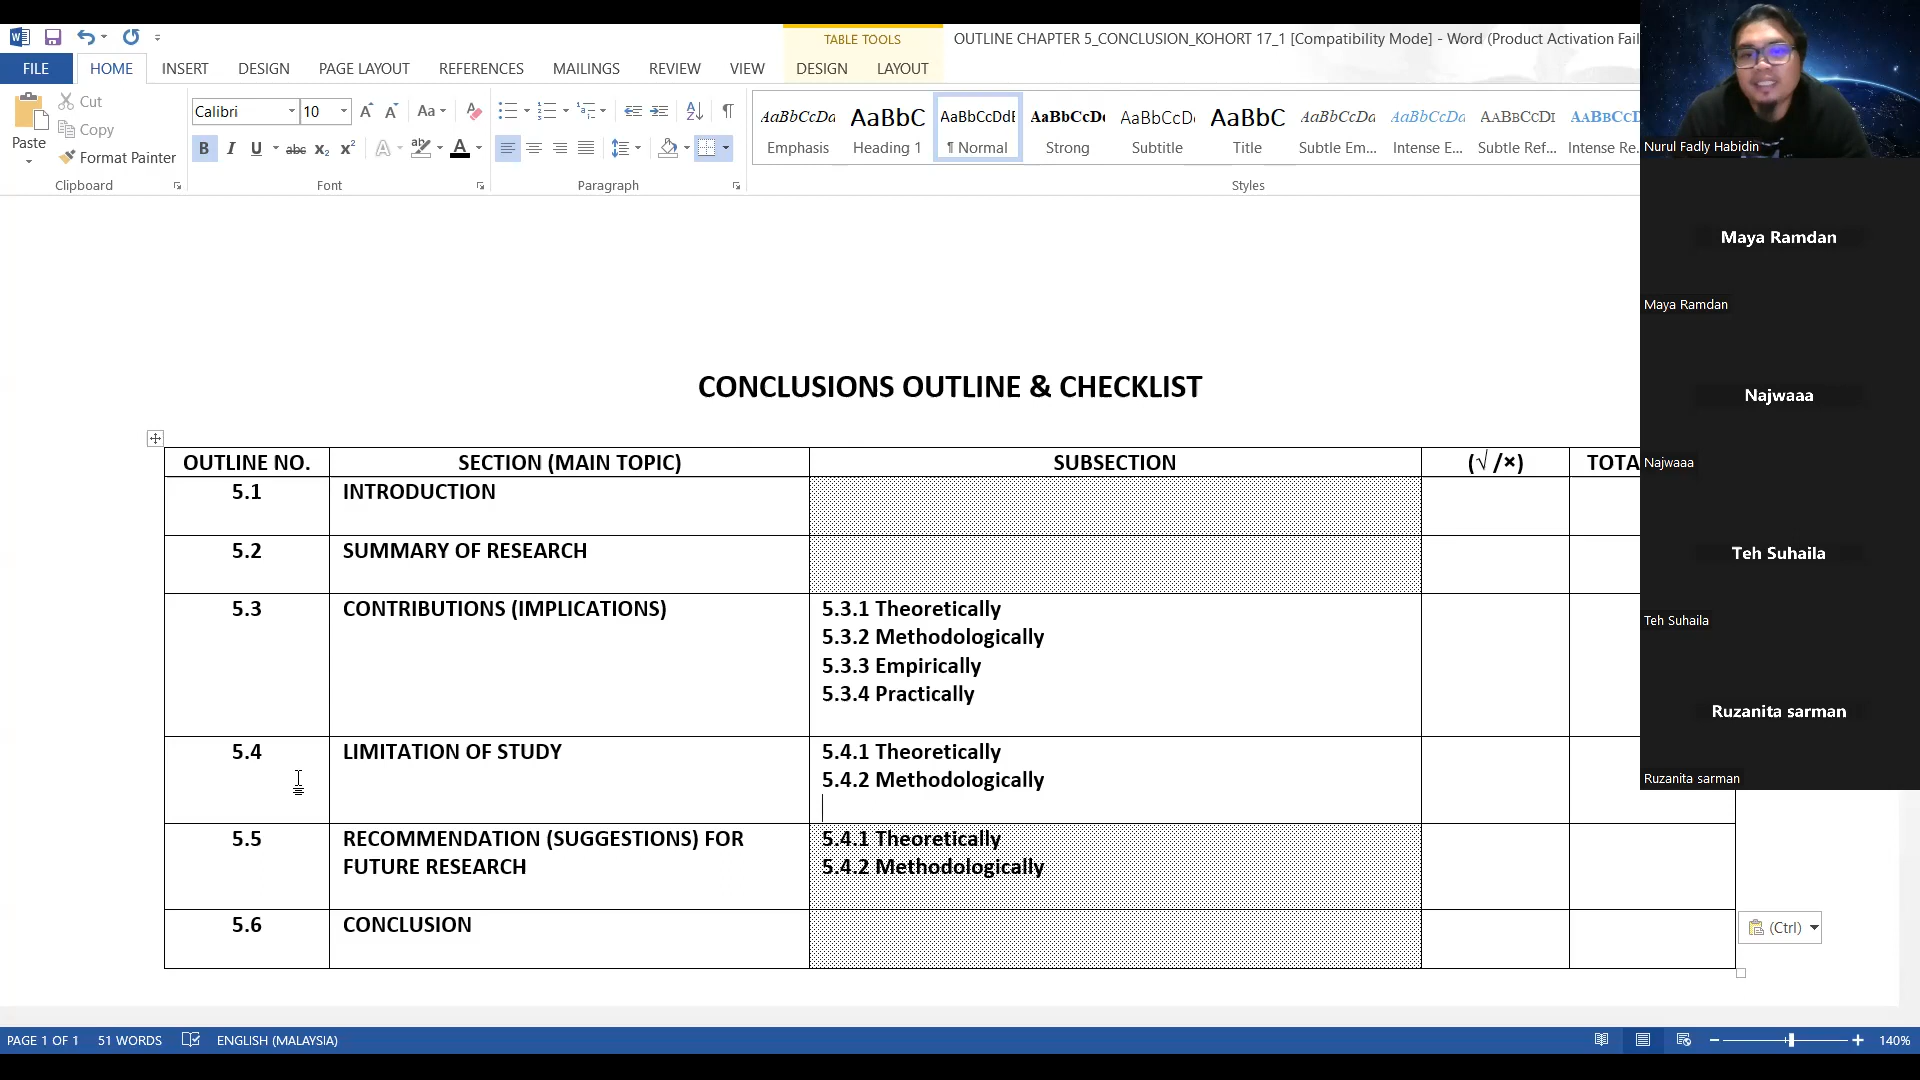 TABLE TOOLS
OUTLINE CHAPTER 5_CONCLUSION_KOHORT 17_1 [Compatibility Mode] - Word (Product Activation Fail
FILE
HOME
INSERT
DESIGN
PAGE LAYOUT
REFERENCES
MAILINGS
REVIEW
VIEW
DESIGN
LAYOUT
Paste
Cut
Copy
Format Painter
Clipboard
Calibri
10
Font
Paragraph
AaBbCcDd Emphasis
AaBbC Heading 1
AaBbCcDdE ¶ Normal
AaBbCcDd Strong
AaBbCcD Subtitle
AaBbC Title
AaBbCcDd Subtle Em...
AaBbCcDd Intense E...
AaBbCcDd Subtle Ref...
AaBbCcD Intense Re...
Styles
CONCLUSIONS OUTLINE & CHECKLIST
OUTLINE NO. SECTION (MAIN TOPIC) SUBSECTION (√ /×) TOTA
5.1 INTRODUCTION
5.2 SUMMARY OF RESEARCH
5.3 CONTRIBUTIONS (IMPLICATIONS) 5.3.1 Theoretically
5.3.2 Methodologically
5.3.3 Empirically
5.3.4 Practically
5.4 LIMITATION OF STUDY 5.4.1 Theoretically
5.4.2 Methodologically
5.5 RECOMMENDATION (SUGGESTIONS) FOR 5.4.1 Theoretically
FUTURE RESEARCH 5.4.2 Methodologically
5.6 CONCLUSION
(Ctrl)
Nurul Fadly Habidin
Maya Ramdan
Maya Ramdan
Najwaaa
Najwaaa
Teh Suhaila
Teh Suhaila
Ruzanita sarman
Ruzanita sarman
PAGE 1 OF 1 51 WORDS ENGLISH (MALAYSIA) 140%